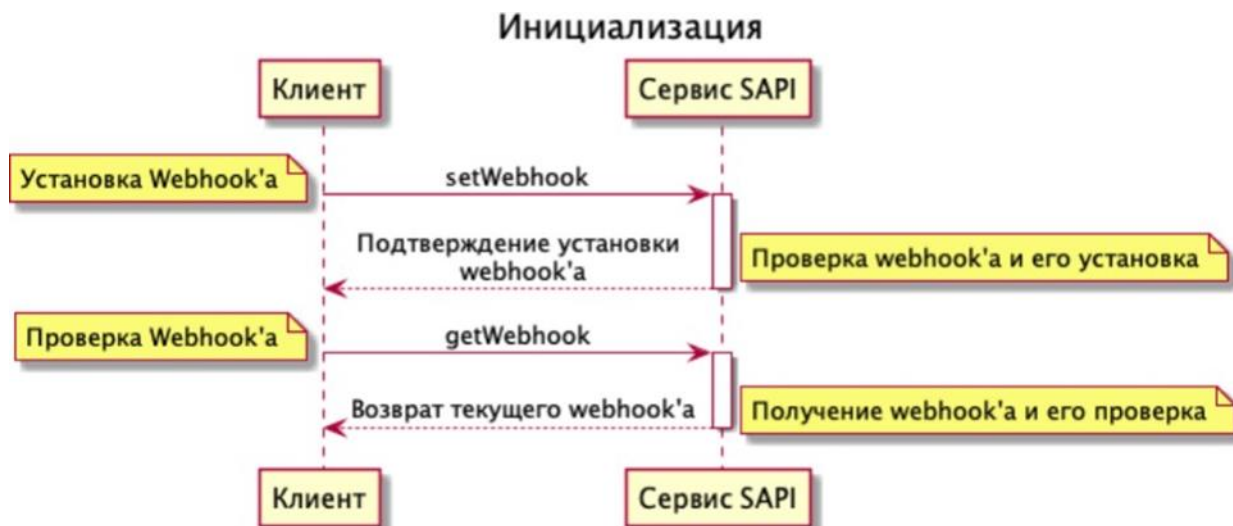 Инициализация
Клиент
Сервис SAPI
Установка Webhook'а
setWebhook
Подтверждение установки
webhook'а
Проверка webhook'а и его установка
Проверка Webhook'а
getWebhook
Возврат текущего webhook'а
Получение webhook'а и его проверка
Клиент
Сервис SAPI